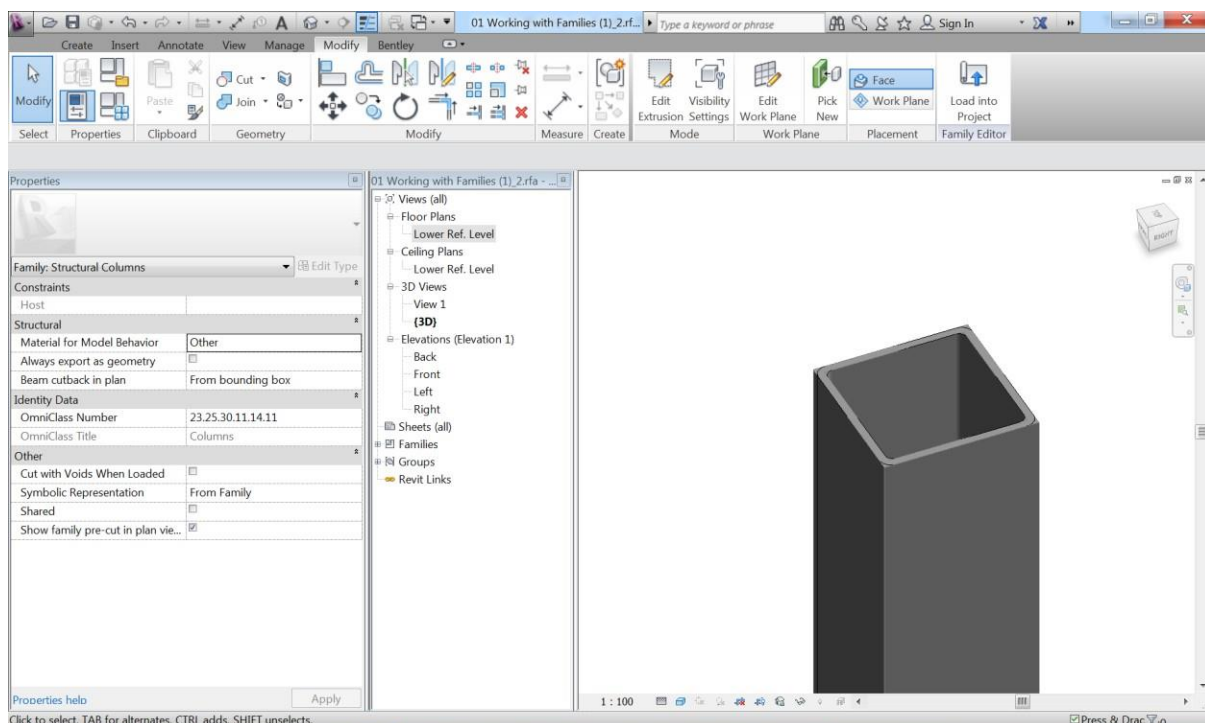 01 Working with Families (1)_2.rf...
Type a keyword or phrase
Sign In
Create Insert Annotate View Manage Modify Bentley
Modify
Paste
Cut
Join
Edit Extrusion
Visibility Settings
Edit Work Plane
Pick New
Face
Work Plane
Load into Project
Select Properties Clipboard Geometry Modify Measure Create Mode Work Plane Placement Family Editor
Properties
Family: Structural Columns
Edit Type
Constraints
Host
Structural
Material for Model Behavior Other
Always export as geometry
Beam cutback in plan From bounding box
Identity Data
OmniClass Number 23.25.30.11.14.11
OmniClass Title Columns
Other
Cut with Voids When Loaded
Symbolic Representation From Family
Shared
Show family pre-cut in plan vie...
Properties help
Apply
01 Working with Families (1)_2.rfa - ...
Views (all)
Floor Plans
Lower Ref. Level
Ceiling Plans
Lower Ref. Level
3D Views
View 1
{3D}
Elevations (Elevation 1)
Back
Front
Left
Right
Sheets (all)
Families
Groups
Revit Links
RIGHT
1 : 100
Click to select, TAB for alternates, CTRL adds, SHIFT unselects.
Press & Drag